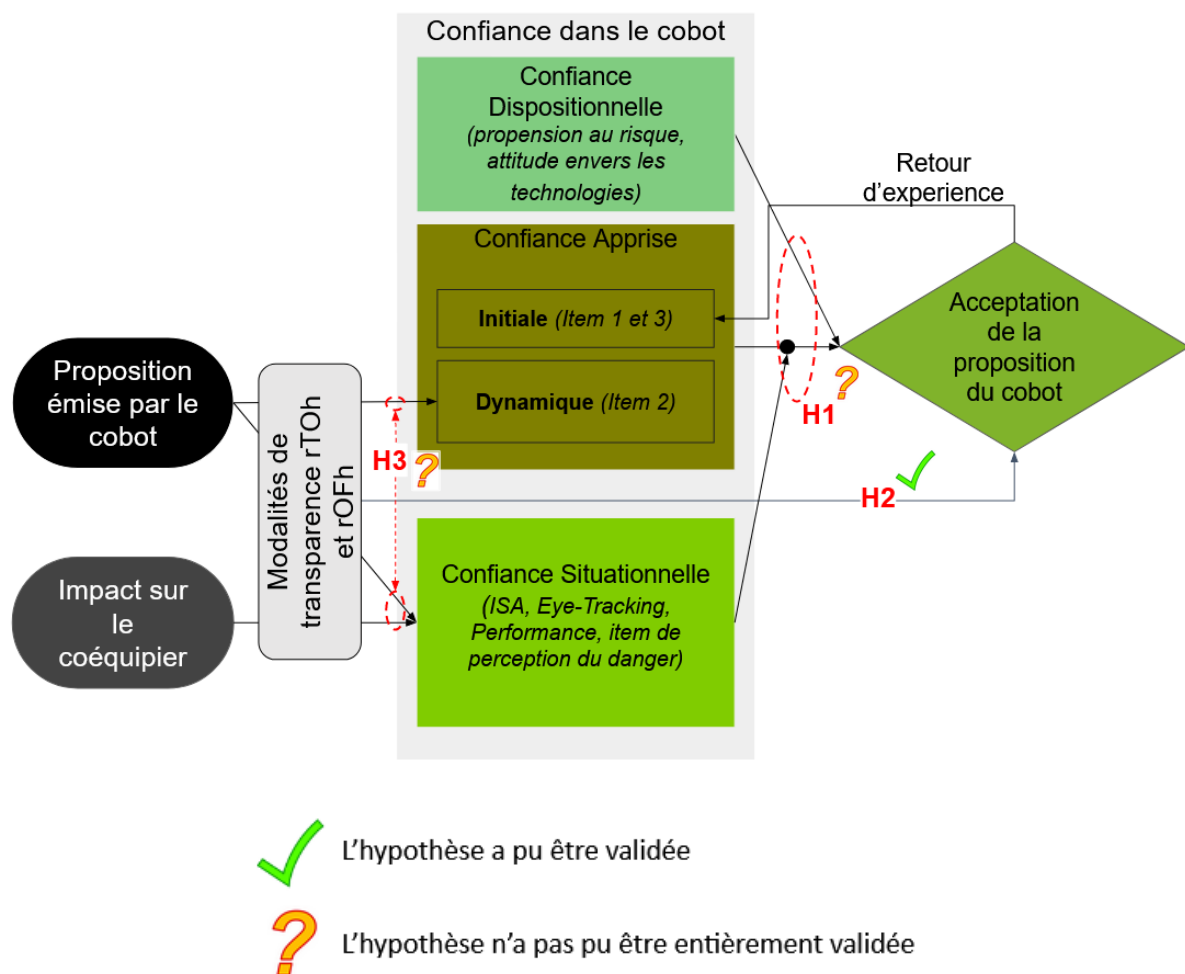 Confiance dans le cobot
Confiance
Dispositionnelle
(propension au risque,
attitude envers les
technologies)
Retour
d'experience
Confiance Apprise
Initiale (Item 1 et 3)
Dynamique (Item 2)
Proposition
émise par le
cobot
Modalités de
transparence rTOh
et rOFh
H3
?
H1
?
Acceptation
de la
proposition
du cobot
H2
Impact sur
le
coéquipier
Confiance Situationnelle
(ISA, Eye-Tracking,
Performance, item de
perception du danger)
L'hypothèse a pu être validée
? L'hypothèse n'a pas pu être entièrement validée